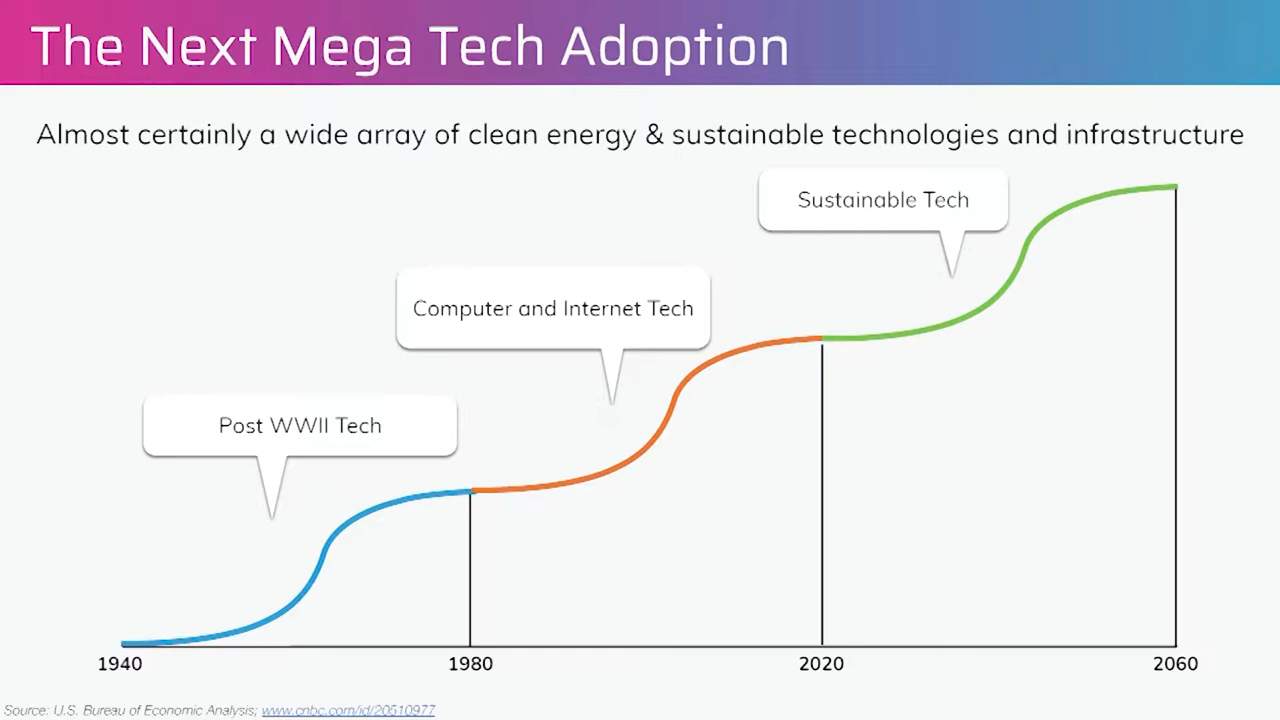 The Next Mega Tech Adoption
Almost certainly a wide array of clean energy & sustainable technologies and infrastructure
Sustainable Tech
Computer and Internet Tech
Post WWII Tech
1940 1980 2020 2060
Source: U.S. Bureau of Economic Analysis; www.cnbc.com/id/20510977